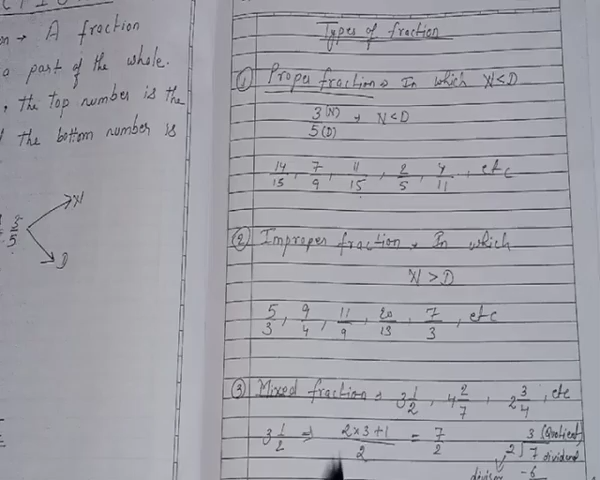 A fraction
a part of the whole.
the top number is the
the bottom number is
3/5 N
D
Types of fraction
① Proper fraction → In which N<D
3(N)/5(D) → N<D
14/15, 7/9, 11/15, 2/5, 4/11, etc
② Improper fraction → In which
N>D
5/3, 9/4, 11/9, 20/13, 7/3, etc
③ Mixed fraction → 3 1/2, 4 2/7, 2 3/4, etc
3 1/2 ⇒ 2×3+1/2 = 7/2
3 (Quotient)
2)7 dividend
divisor -6